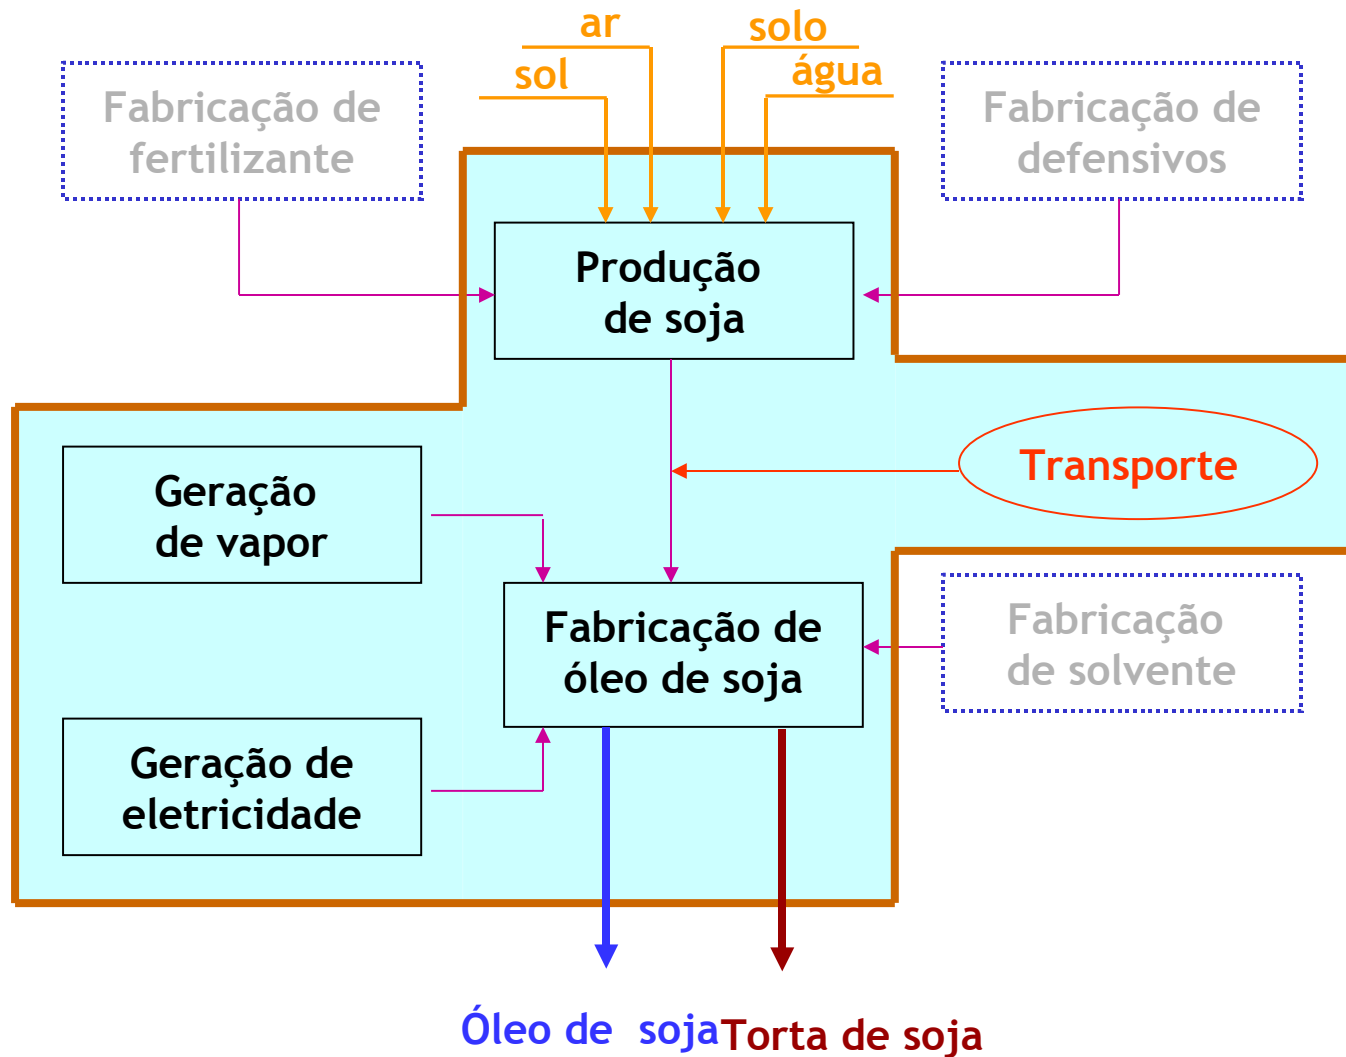 ar
solo
sol
água
Fabricação de
fertilizante
Fabricação de
defensivos
Produção
de soja
Transporte
Geração
de vapor
Fabricação de
óleo de soja
Fabricação
de solvente
Geração de
eletricidade
Óleo de  soja
Torta de soja